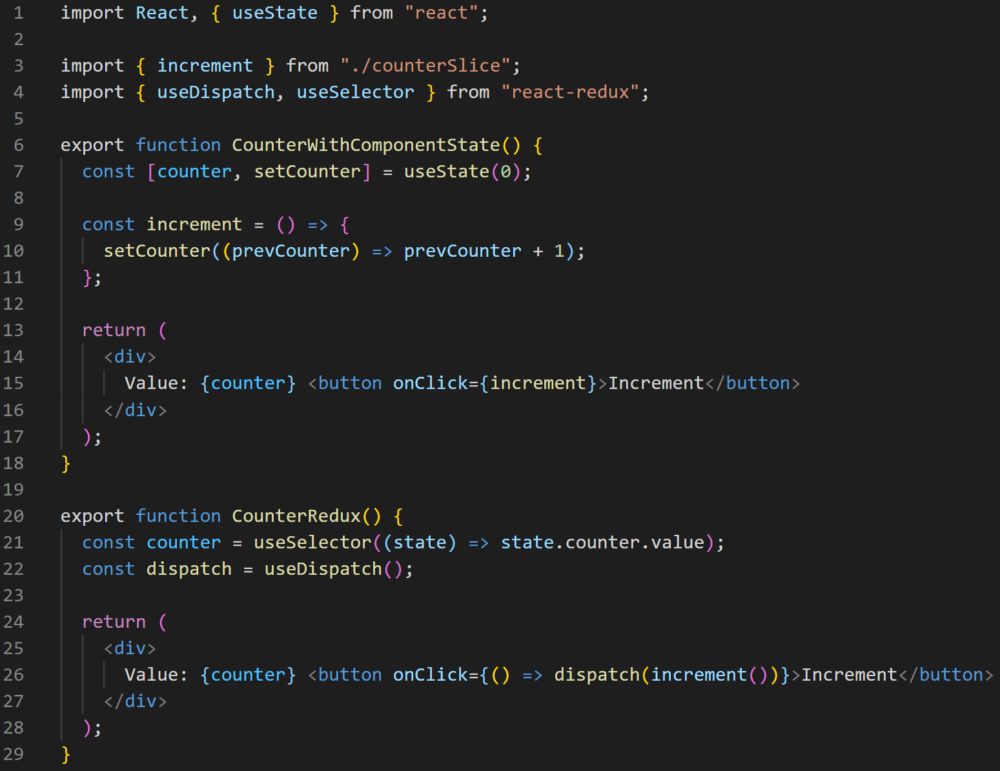 1 import React, { useState } from "react";
2
3 import { increment } from "./counterSlice";
4 import { useDispatch, useSelector } from "react-redux";
5
6 export function CounterWithComponentState() {
7   const [counter, setCounter] = useState(0);
8
9   const increment = () => {
10     setCounter((prevCounter) => prevCounter + 1);
11   };
12
13   return (
14     <div>
15       Value: {counter} <button onClick={increment}>Increment</button>
16     </div>
17   );
18 }
19
20 export function CounterRedux() {
21   const counter = useSelector((state) => state.counter.value);
22   const dispatch = useDispatch();
23
24   return (
25     <div>
26       Value: {counter} <button onClick={() => dispatch(increment())}>Increment</button>
27     </div>
28   );
29 }